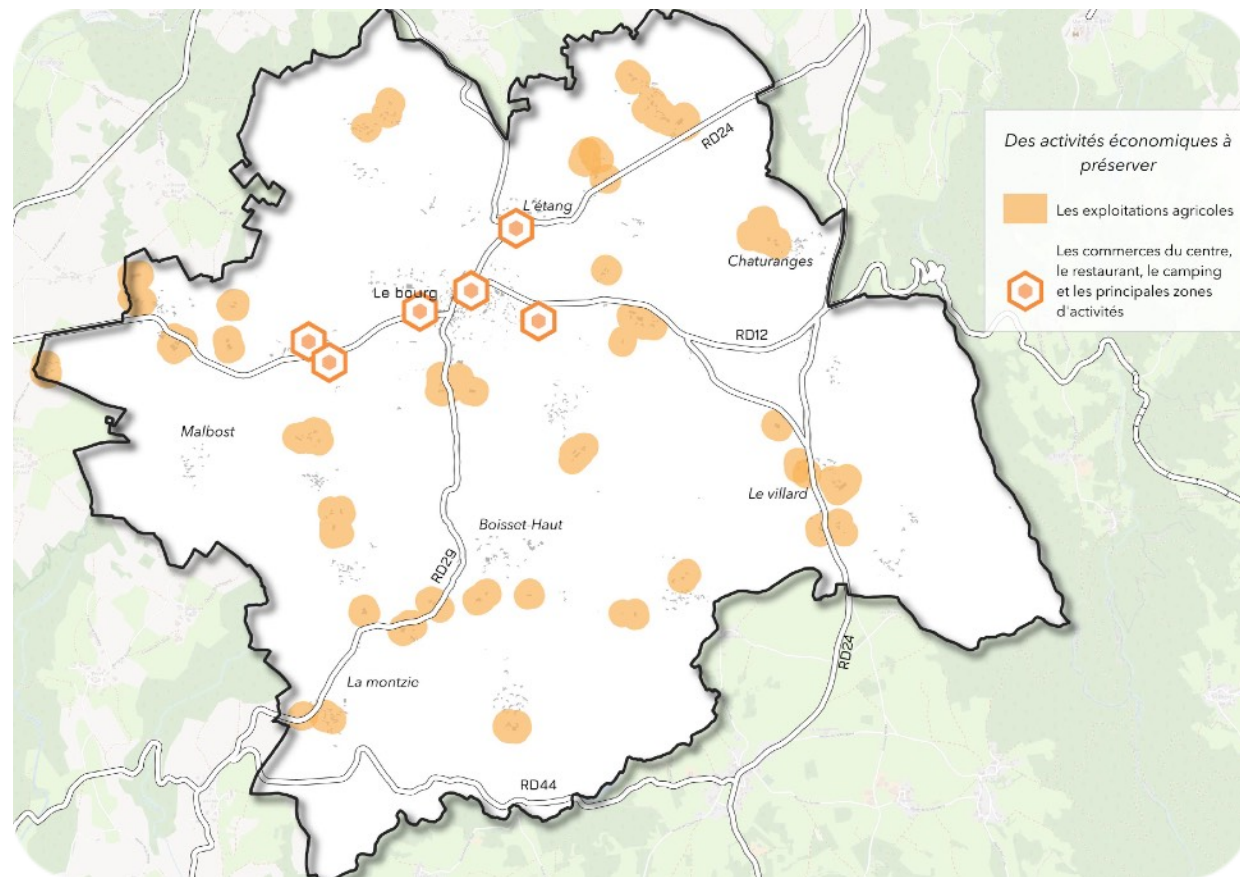 RD24
L'étang
Chaturanges
Le bourg
RD12
Malbost
Le villard
Boisset-Haut
RD29
La montzie
RD24
RD44
Des activités économiques à
préserver
Les exploitations agricoles
Les commerces du centre,
le restaurant, le camping
et les principales zones
d'activités